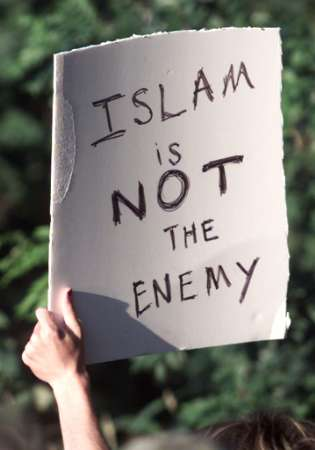 ISLAM
is
NOT
THE
ENEMY